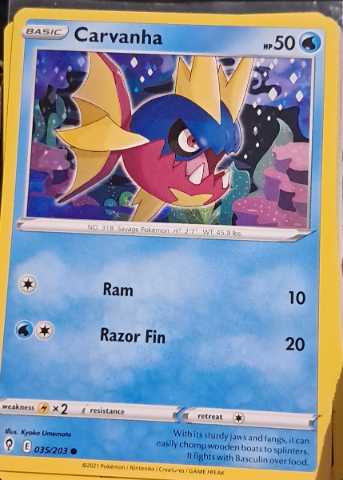 BASIC Carvanha HP 50
NO. 318 Savage Pokémon HT 2'7" WT. 45.9 lbs.
Ram 10
Razor Fin 20
weakness ×2 resistance retreat
Illus. Kyoko Umemoto
E 035/203
With its sturdy jaws and fangs, it can
easily chomp wooden boats to splinters.
It fights with Basculin over food.
©2021 Pokémon / Nintendo / Creatures / GAME FREAK